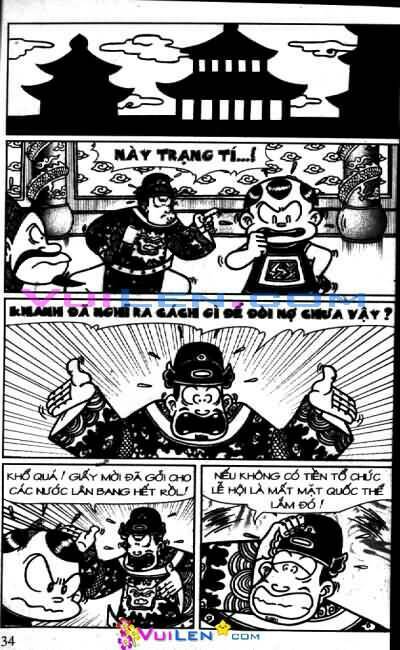 NÀY TRẠNG TÍ...!
KHANH ĐÃ NGHĨ RA CÁCH GÌ ĐỂ ĐÒI NỢ CHƯA VẬY?
VUILEN.COM
KHỔ QUÁ! GIẤY MỜI ĐÃ GỞI CHO
CÁC NƯỚC LÂN BANG HẾT RỒI!
NẾU KHÔNG CÓ TIỀN TỔ CHỨC
LỄ HỘI LÀ MẤT MẶT QUỐC THỂ
LẮM ĐÓ!
34
VUILEN.COM